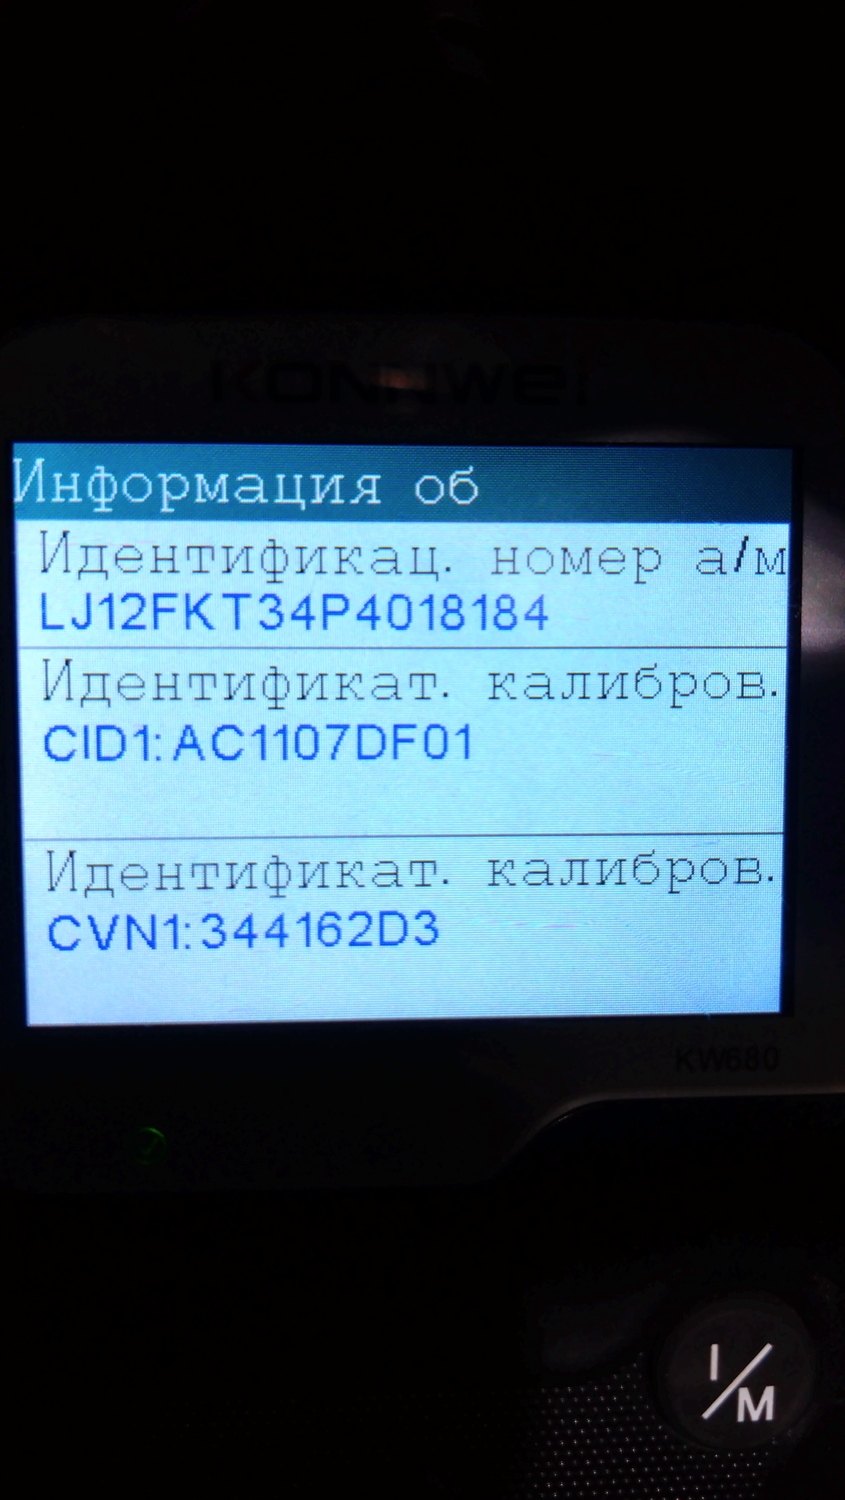 KONNWEI
Информация об
Идентификац. номер а/м
LJ12FKT34P4018184
Идентификат. калибров.
CID1: AC1107DF01
Идентификат. калибров.
CVN1:344162D3
KW680
I/M